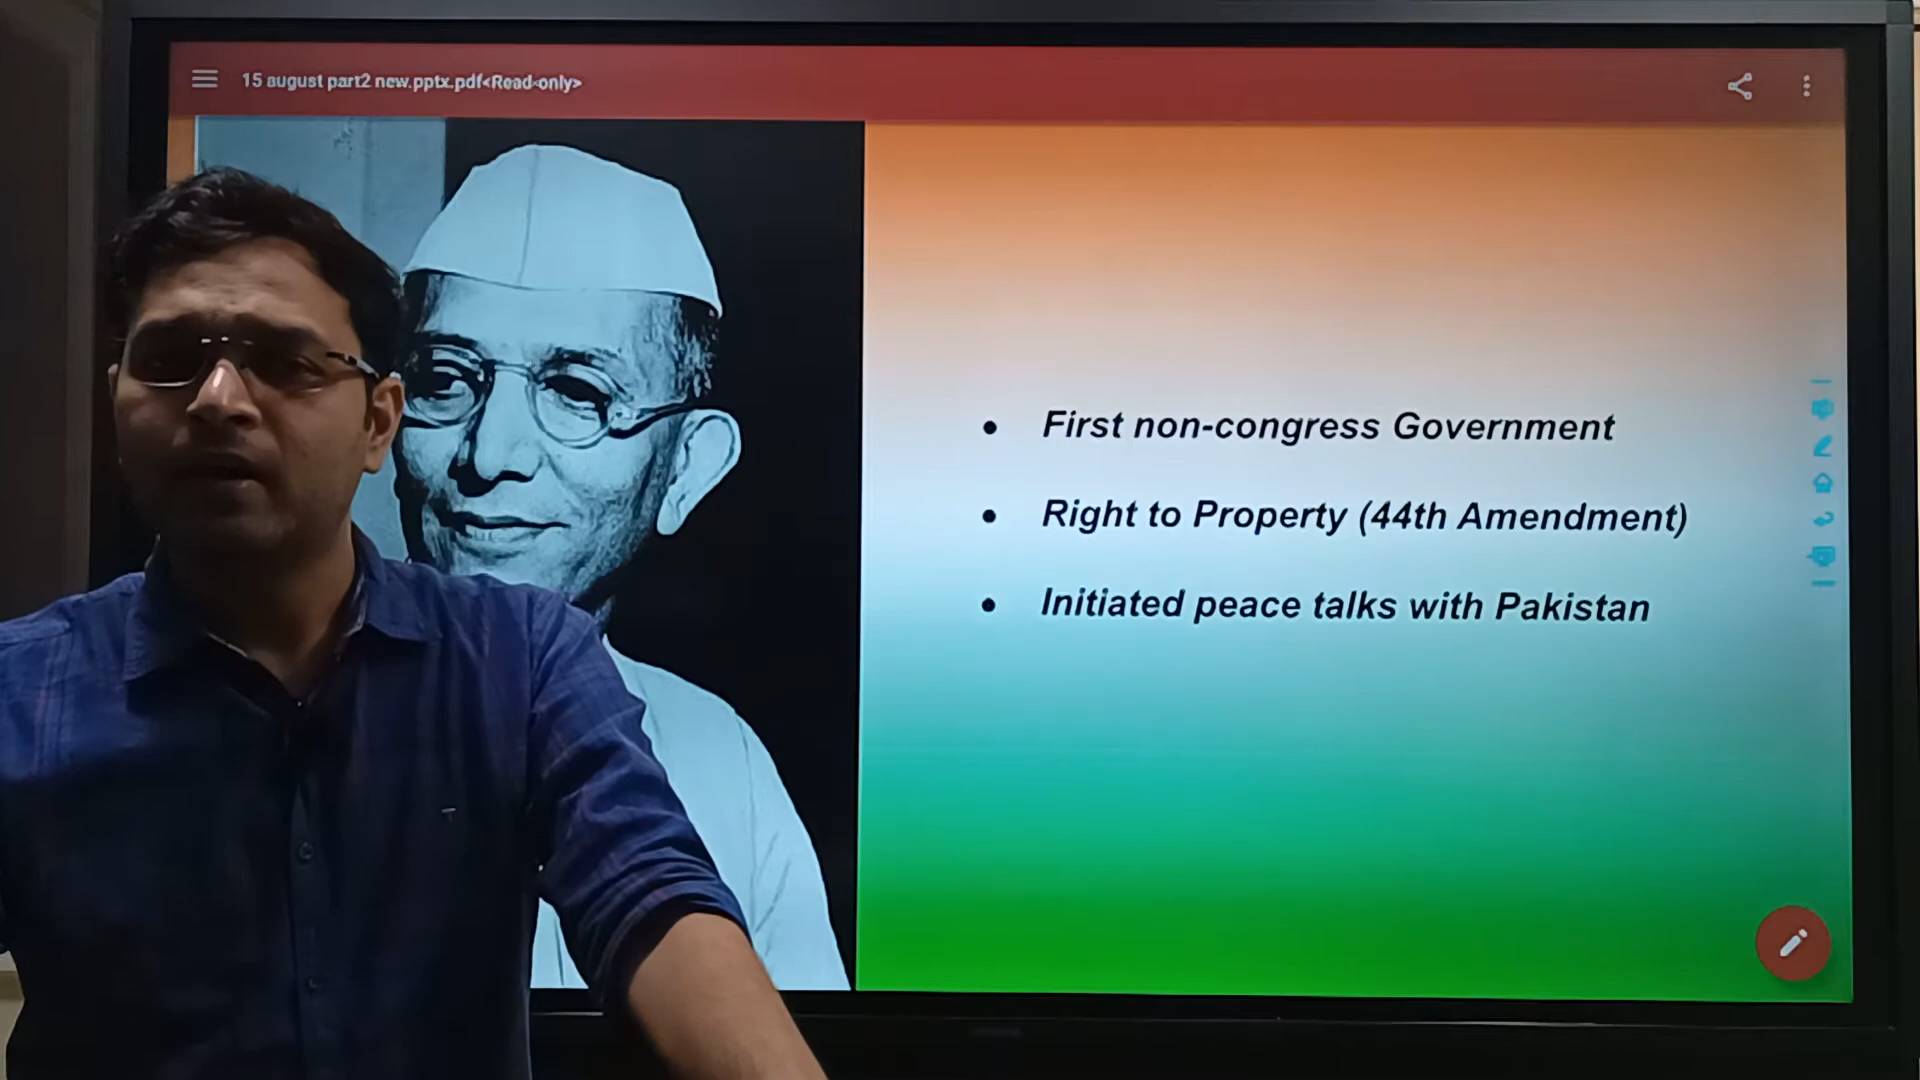 15 august part2 new.pptx.pdf<Read-only>
• First non-congress Government
• Right to Property (44th Amendment)
• Initiated peace talks with Pakistan